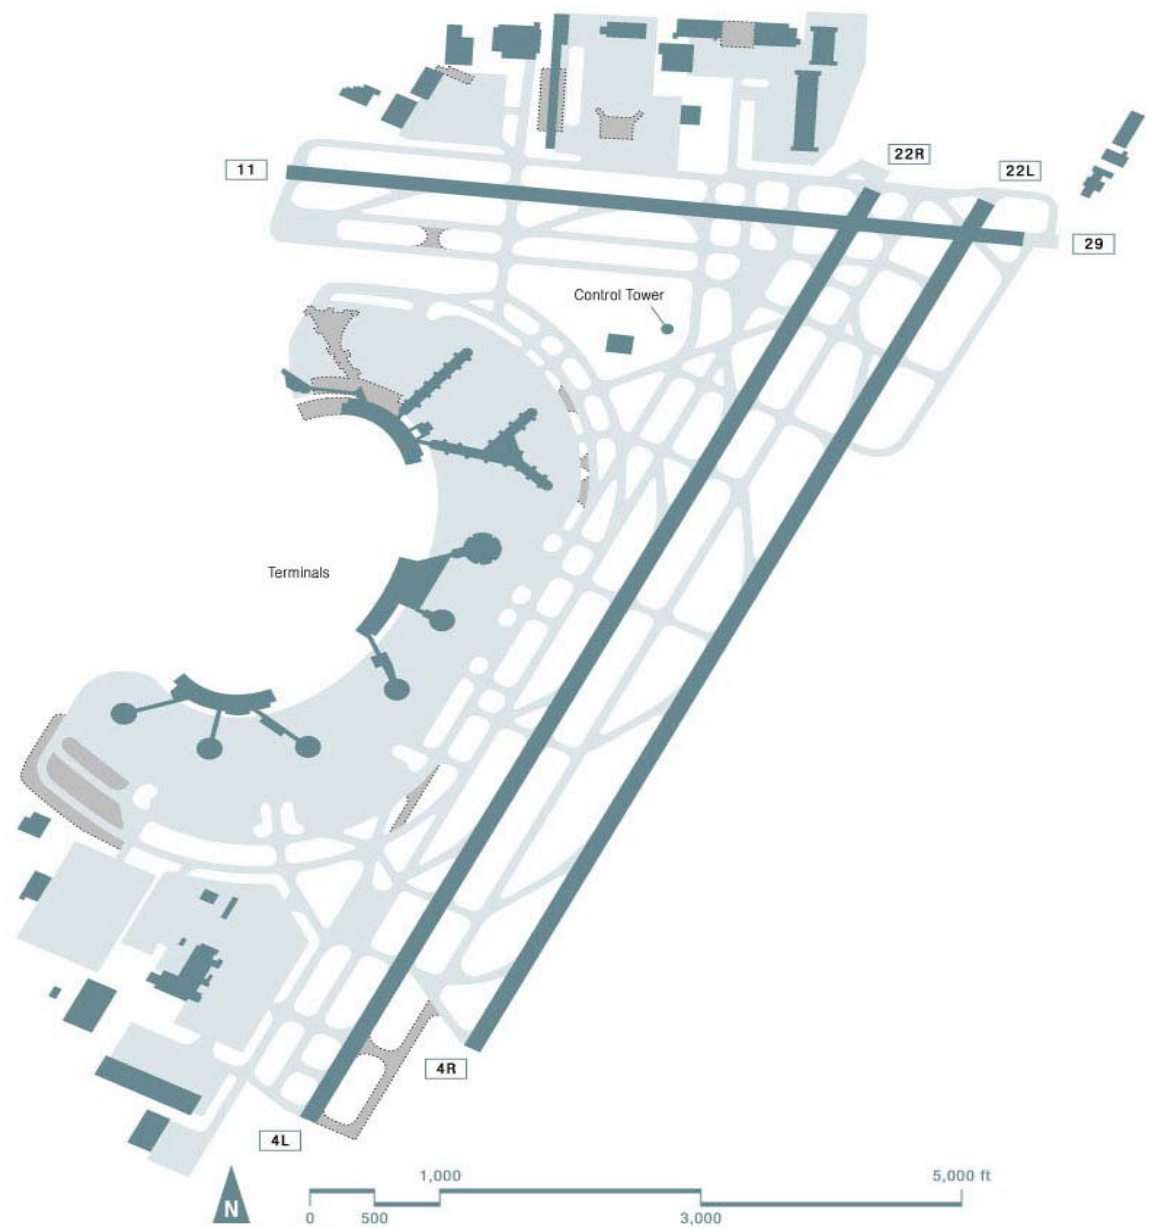 22R
11
22L
29
Control Tower
Terminals
4R
4L
1,000
5,000 ft
N
0
500
3,000